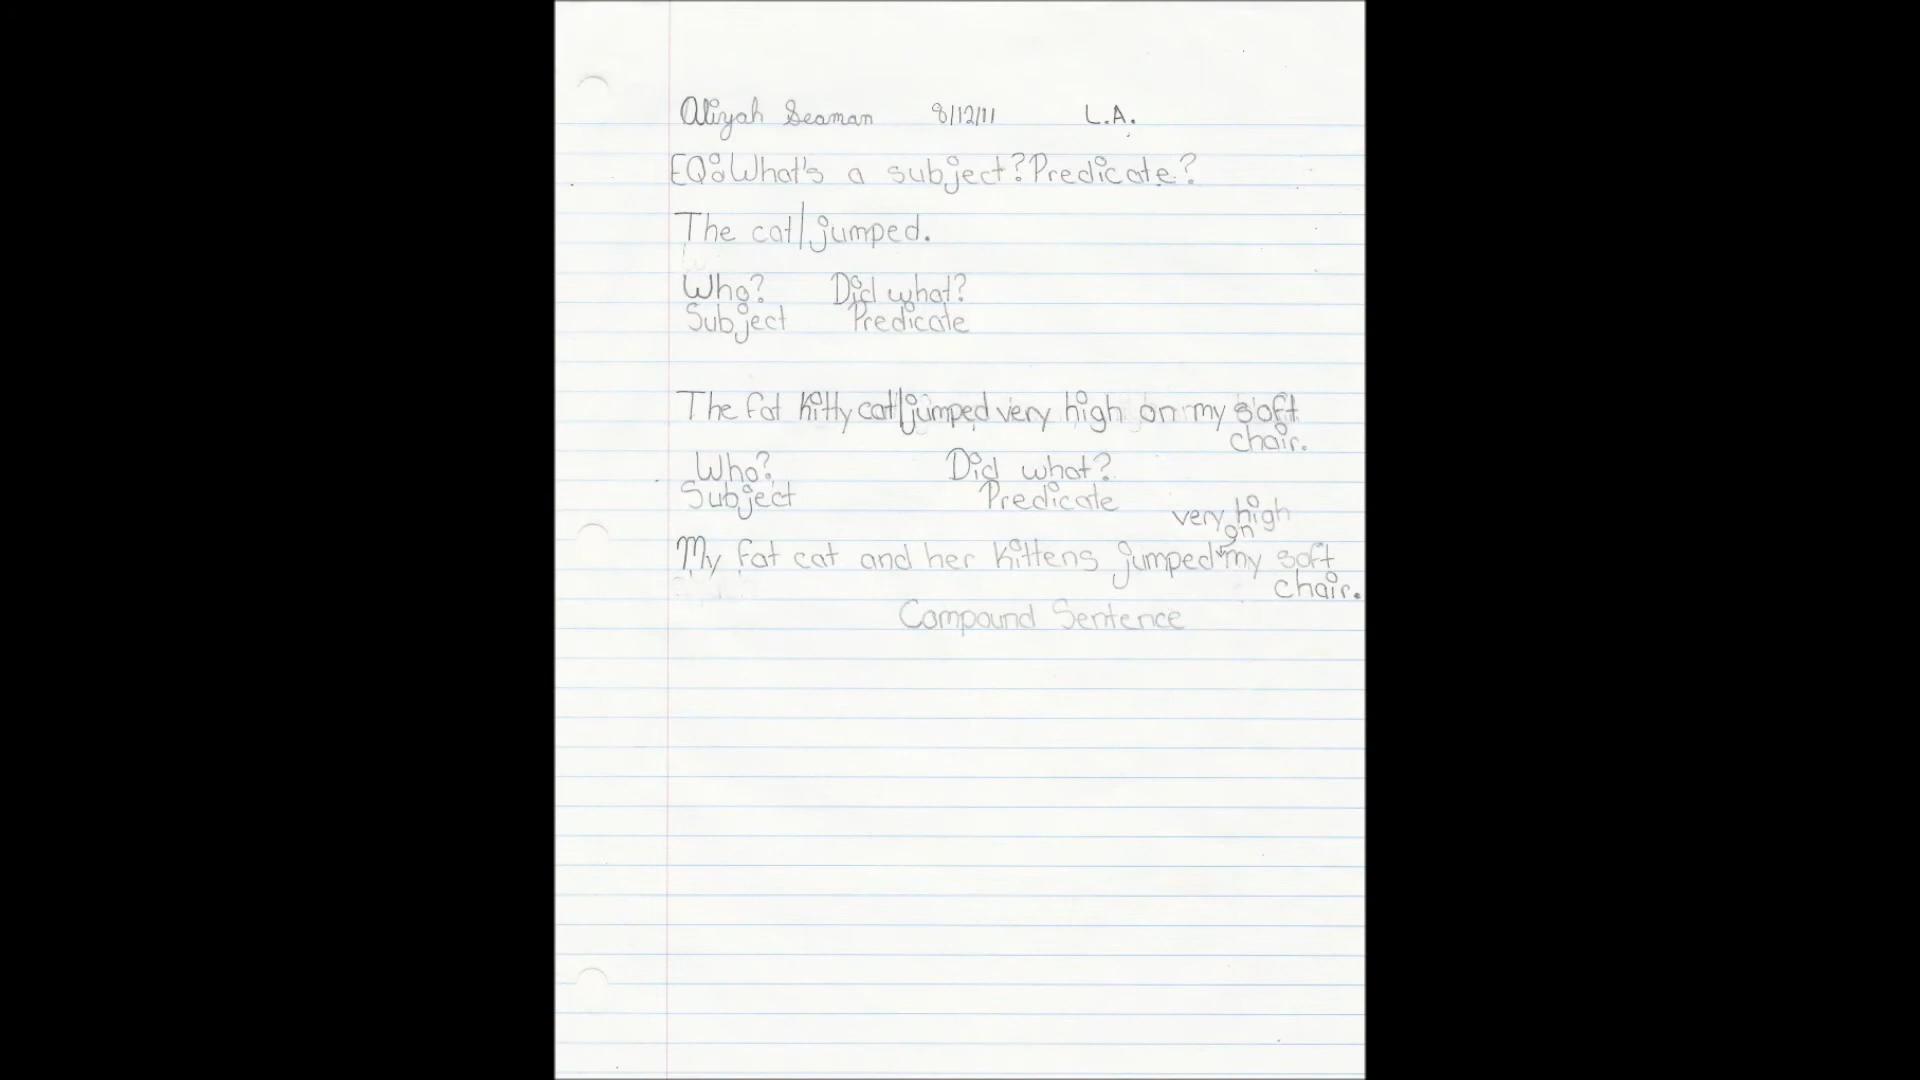 Aliyah Seaman 8/12/11 L.A.
EQ: What's a subject? Predicate?
The cat|jumped.
Who? Did what?
Subject Predicate
The fat kitty cat|jumped very high on my soft
chair.
Who? Did what?
Subject Predicate
very high
on
My fat cat and her kittens jumped my soft
chair.
Compound Sentence